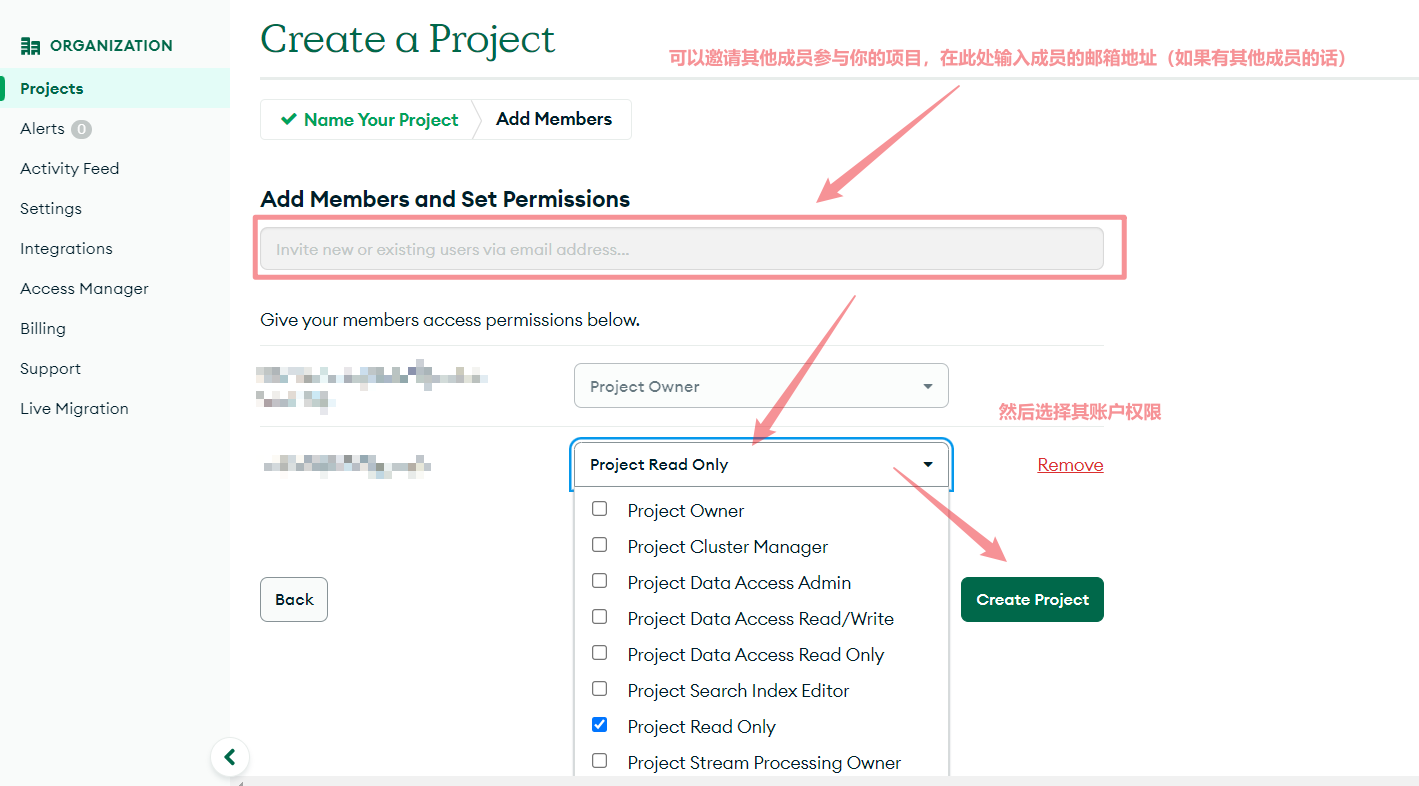 ORGANIZATION
Projects
Alerts 0
Activity Feed
Settings
Integrations
Access Manager
Billing
Support
Live Migration
Create a Project
可以邀请其他成员参与你的项目，在此处输入成员的邮箱地址（如果有其他成员的话）
Name Your Project
Add Members
Add Members and Set Permissions
Invite new or existing users via email address...
Give your members access permissions below.
Project Owner
然后选择其账户权限
Project Read Only
Remove
Project Owner
Project Cluster Manager
Project Data Access Admin
Project Data Access Read/Write
Project Data Access Read Only
Project Search Index Editor
Project Read Only
Project Stream Processing Owner
Back
Create Project